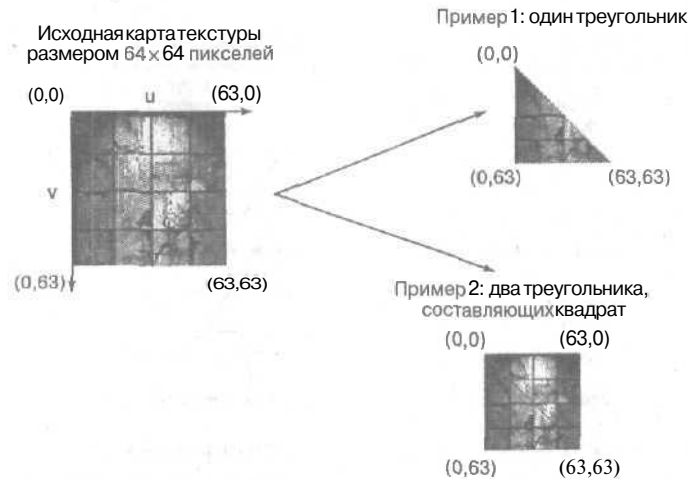 Исходная карта текстуры
размером 64 x 64 пикселей
(0,0) u (63,0)
v
(0,63) (63,63)
Пример 1: один треугольник
(0,0)
(0,63) (63,63)
Пример 2: два треугольника,
составляющих квадрат
(0,0) (63,0)
(0,63) (63,63)